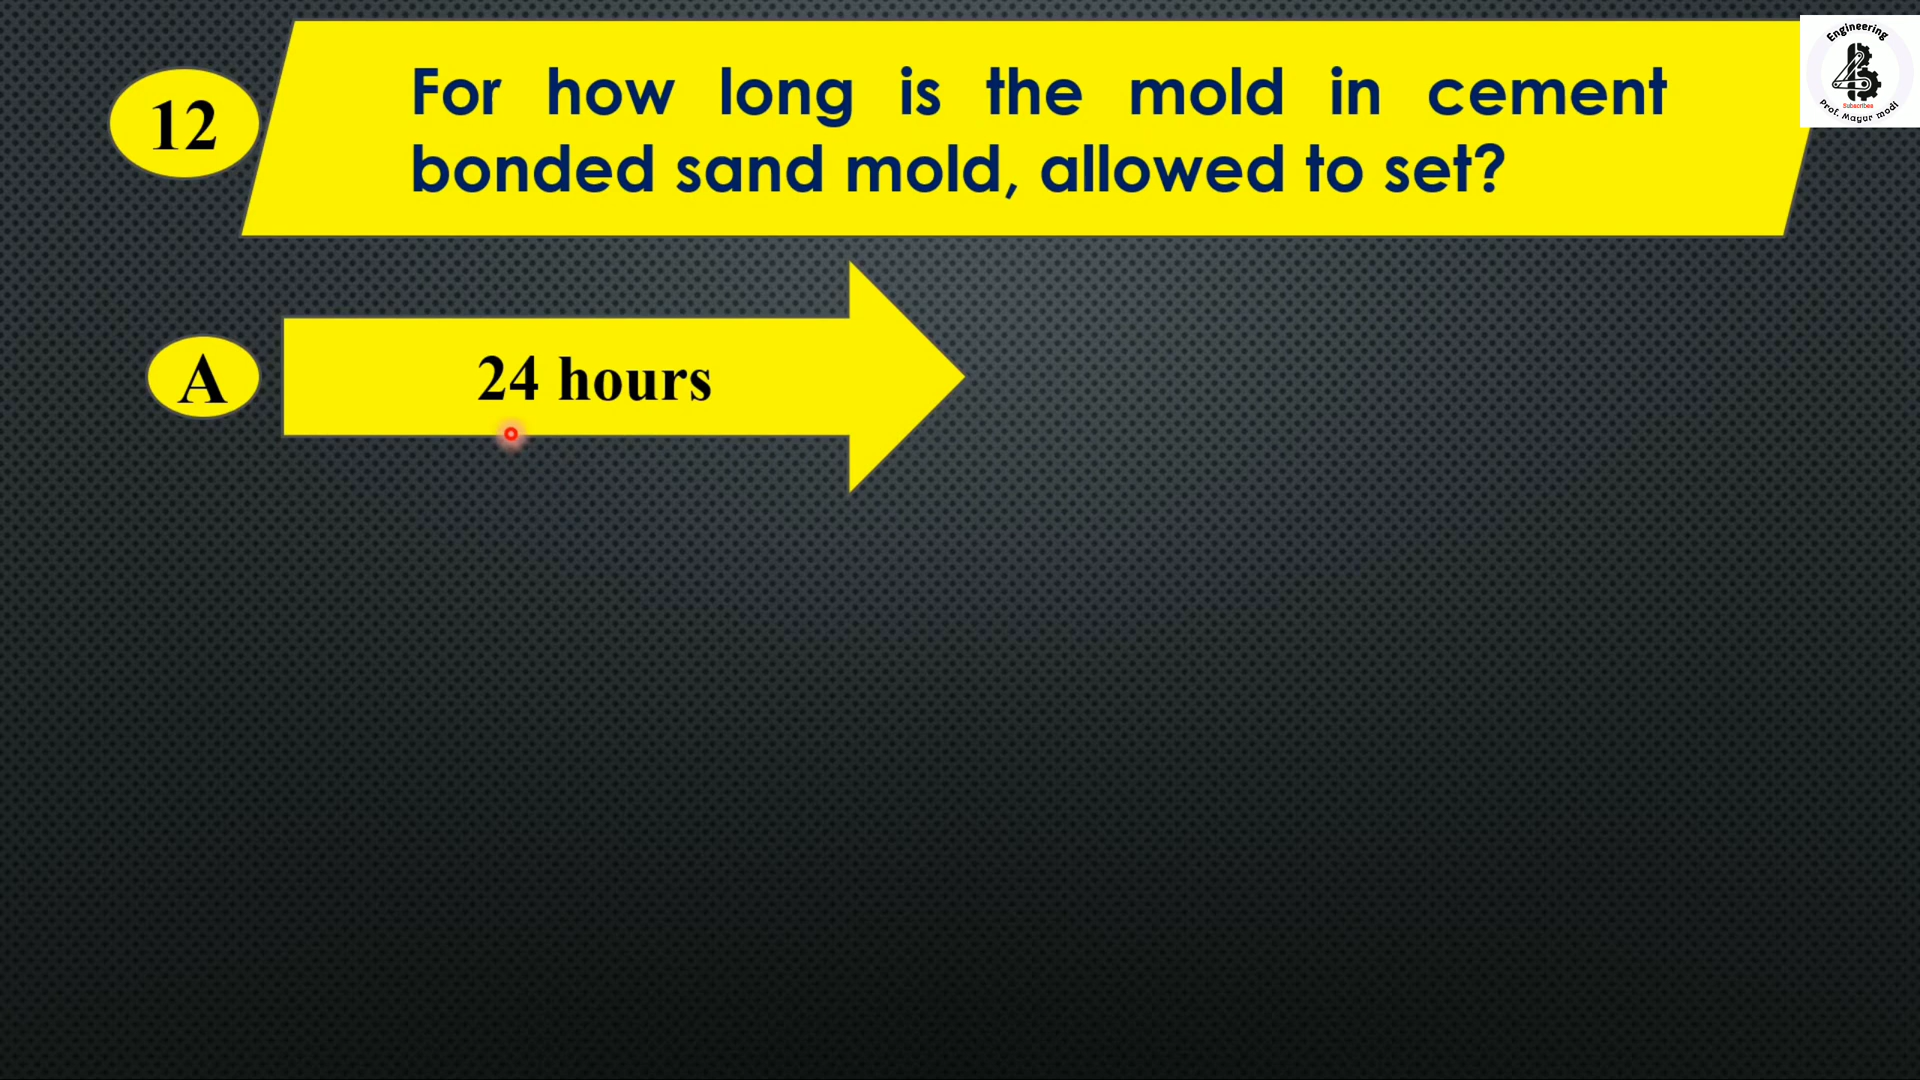 Engineering
Subscribes
Prof. Mayur modi
12
For how long is the mold in cement
bonded sand mold, allowed to set?
A
24 hours